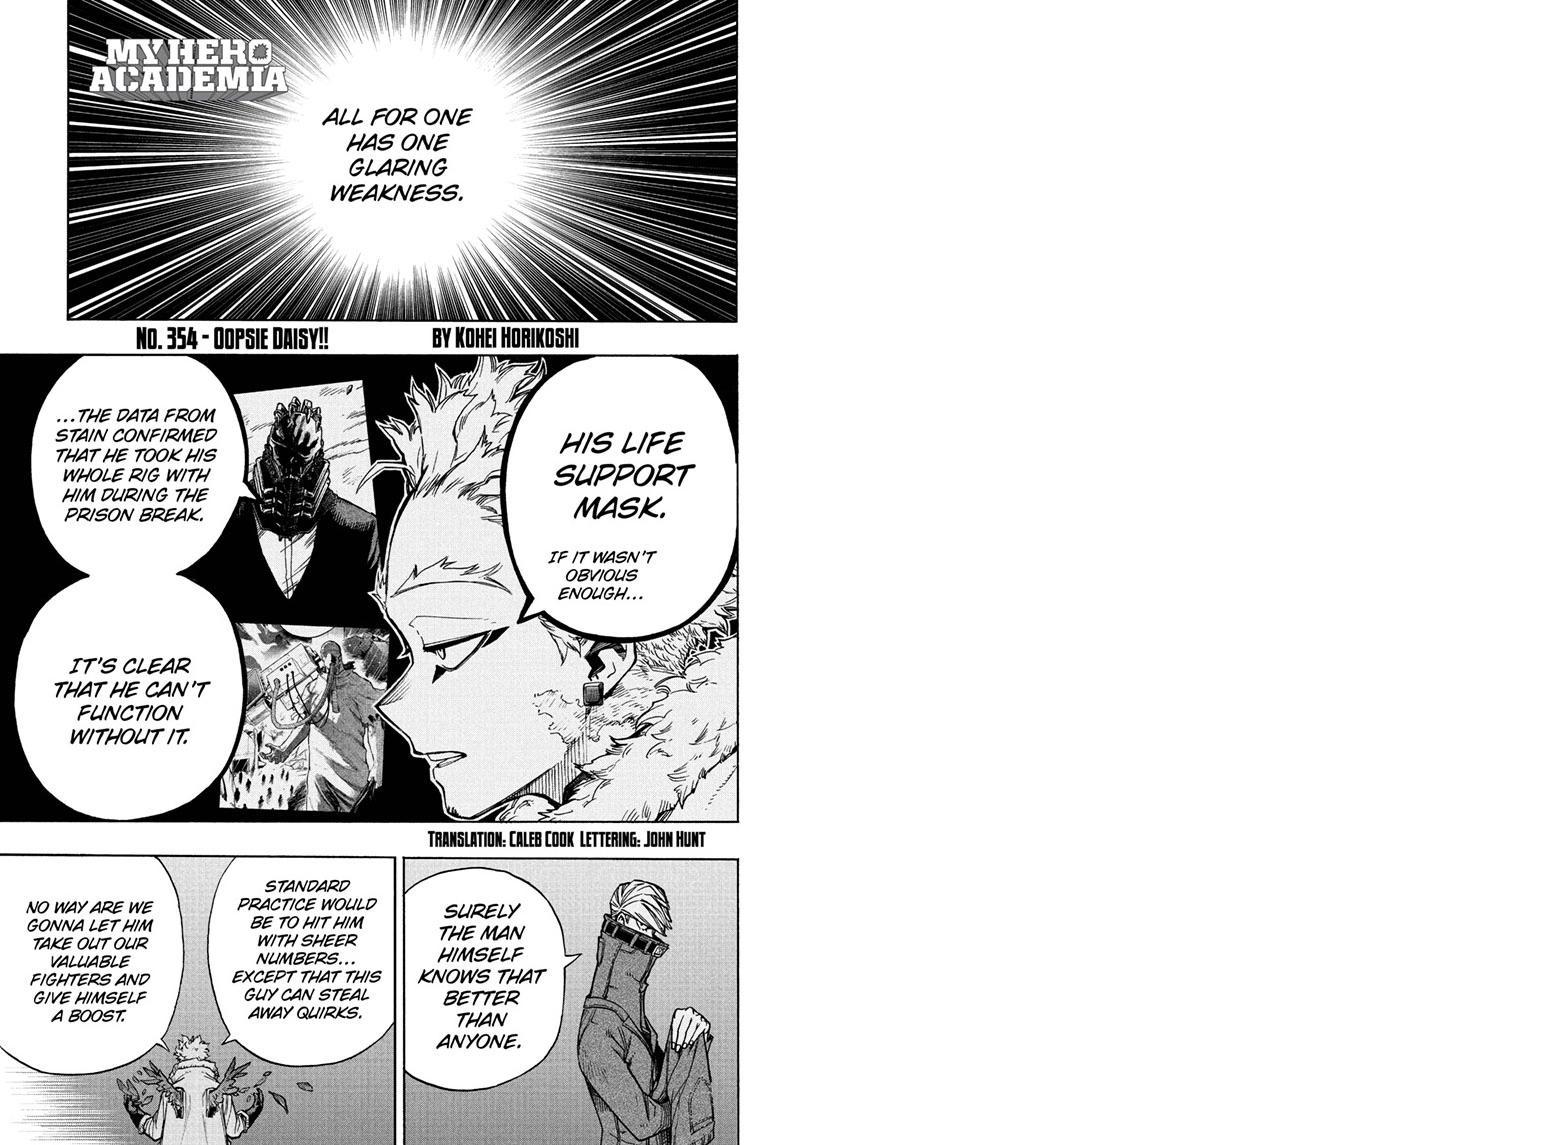 MY HERO
ACADEMIA
ALL FOR ONE
HAS ONE
GLARING
WEAKNESS.
No. 354 - OOPSIE DAISY!!
BY KOHEI HORIKOSHI
HIS LIFE
SUPPORT
MASK.
IF IT WASN'T
OBVIOUS
ENOUGH...
...THE DATA FROM
STAIN CONFIRMED
THAT HE TOOK HIS
WHOLE RIG WITH
HIM DURING THE
PRISON BREAK.
IT'S CLEAR
THAT HE CAN'T
FUNCTION
WITHOUT IT.
TRANSLATION: CALEB COOK LETTERING: JOHN HUNT
SURELY
THE MAN
HIMSELF
KNOWS THAT
BETTER
THAN
ANYONE.
STANDARD
PRACTICE WOULD
BE TO HIT HIM
WITH SHEER
NUMBERS...
EXCEPT THAT THIS
GUY CAN STEAL
AWAY QUIRKS.
NO WAY ARE WE
GONNA LET HIM
TAKE OUT OUR
VALUABLE
FIGHTERS AND
GIVE HIMSELF
A BOOST.